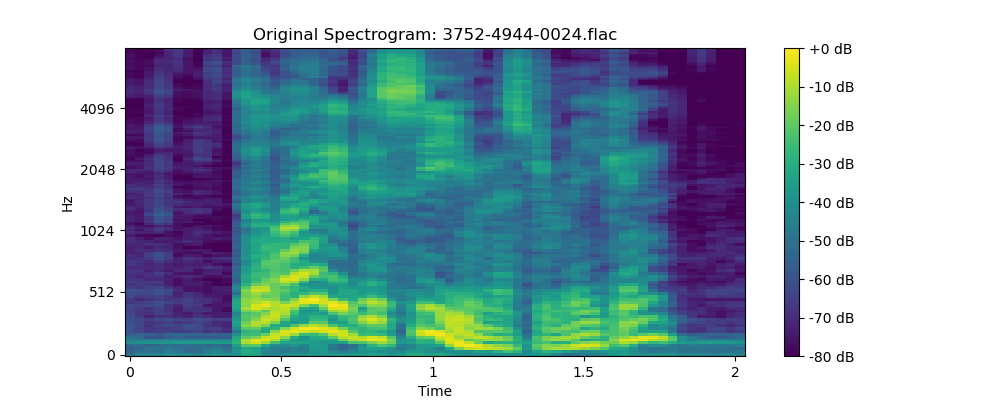 Original Spectrogram: 3752-4944-0024.flac
+0 dB
-10 dB
4096
-20 dB
2048
-30 dB
Hz
-40 dB
1024
-50 dB
512
-60 dB
-70 dB
0
-80 dB
0
0.5
1
1.5
2
Time